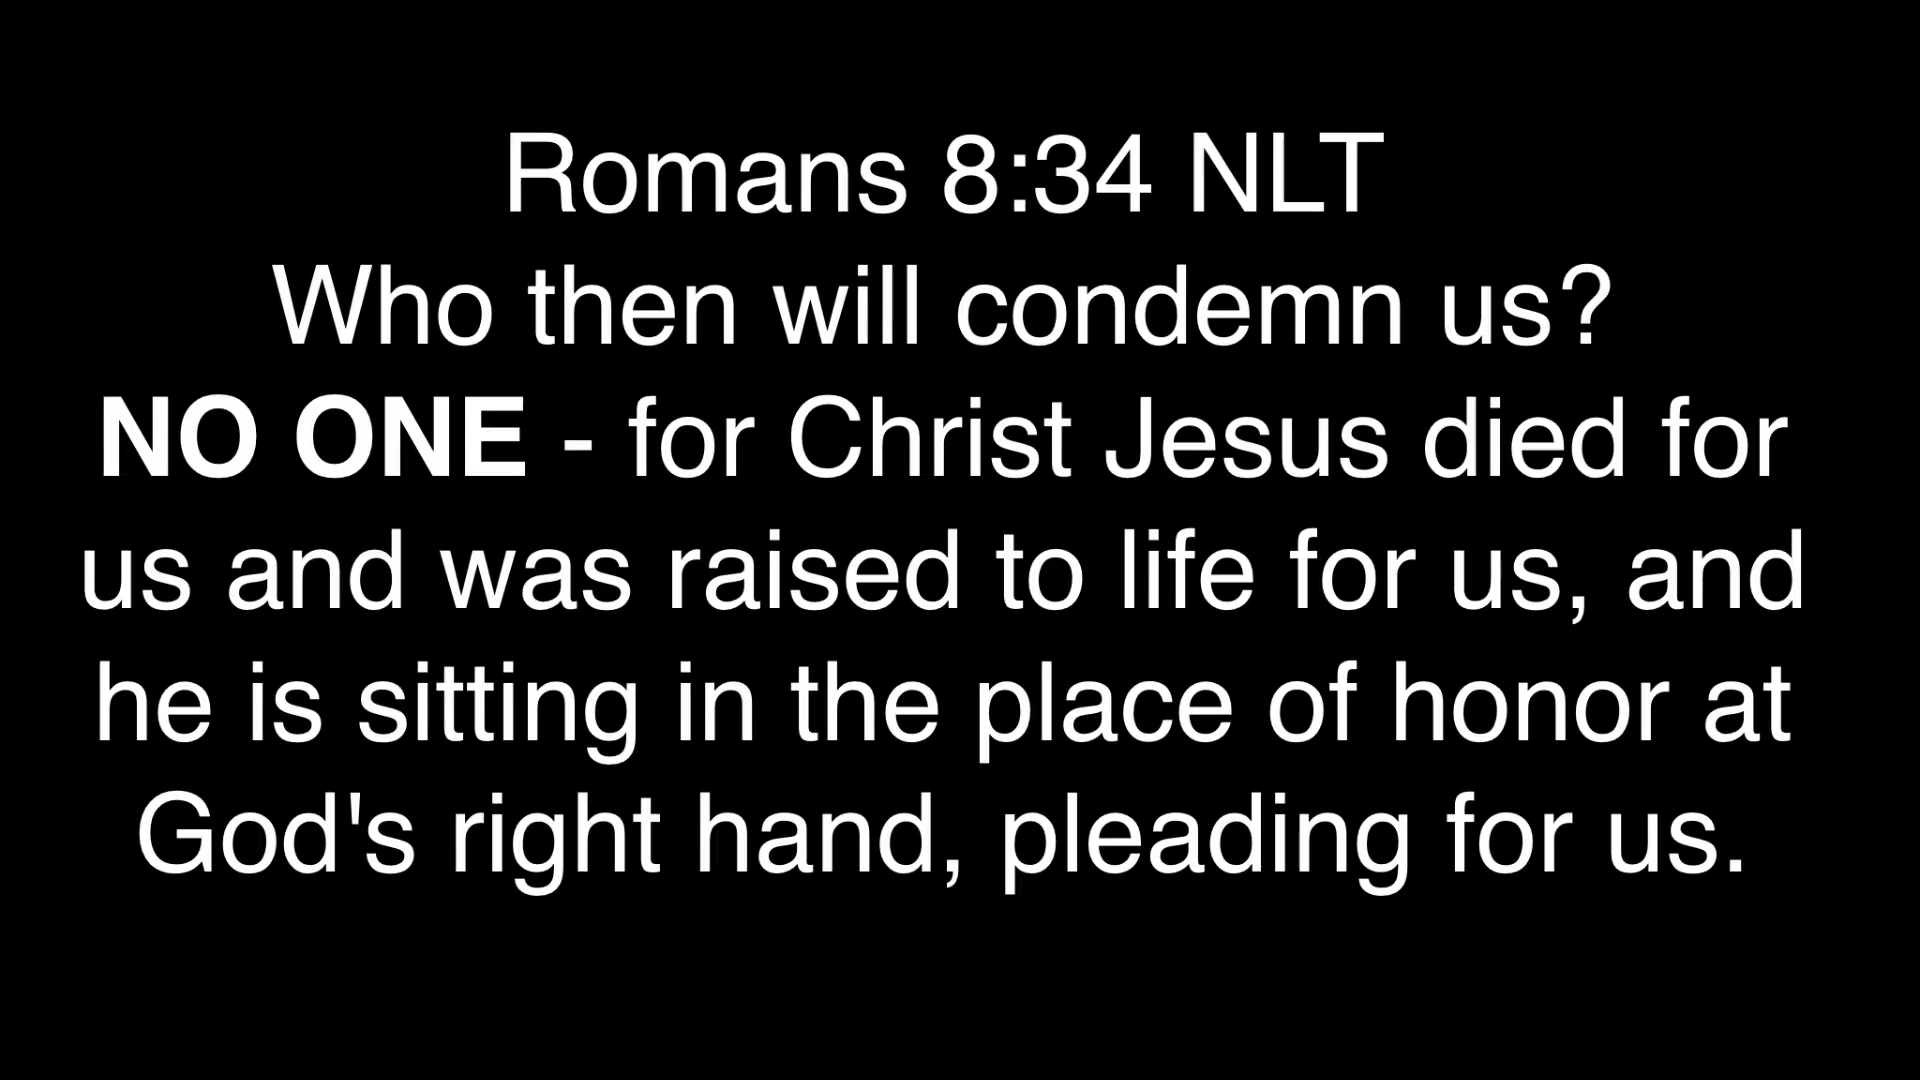 Romans 8:34 NLT
Who then will condemn us?
NO ONE - for Christ Jesus died for
us and was raised to life for us, and
he is sitting in the place of honor at
God's right hand, pleading for us.